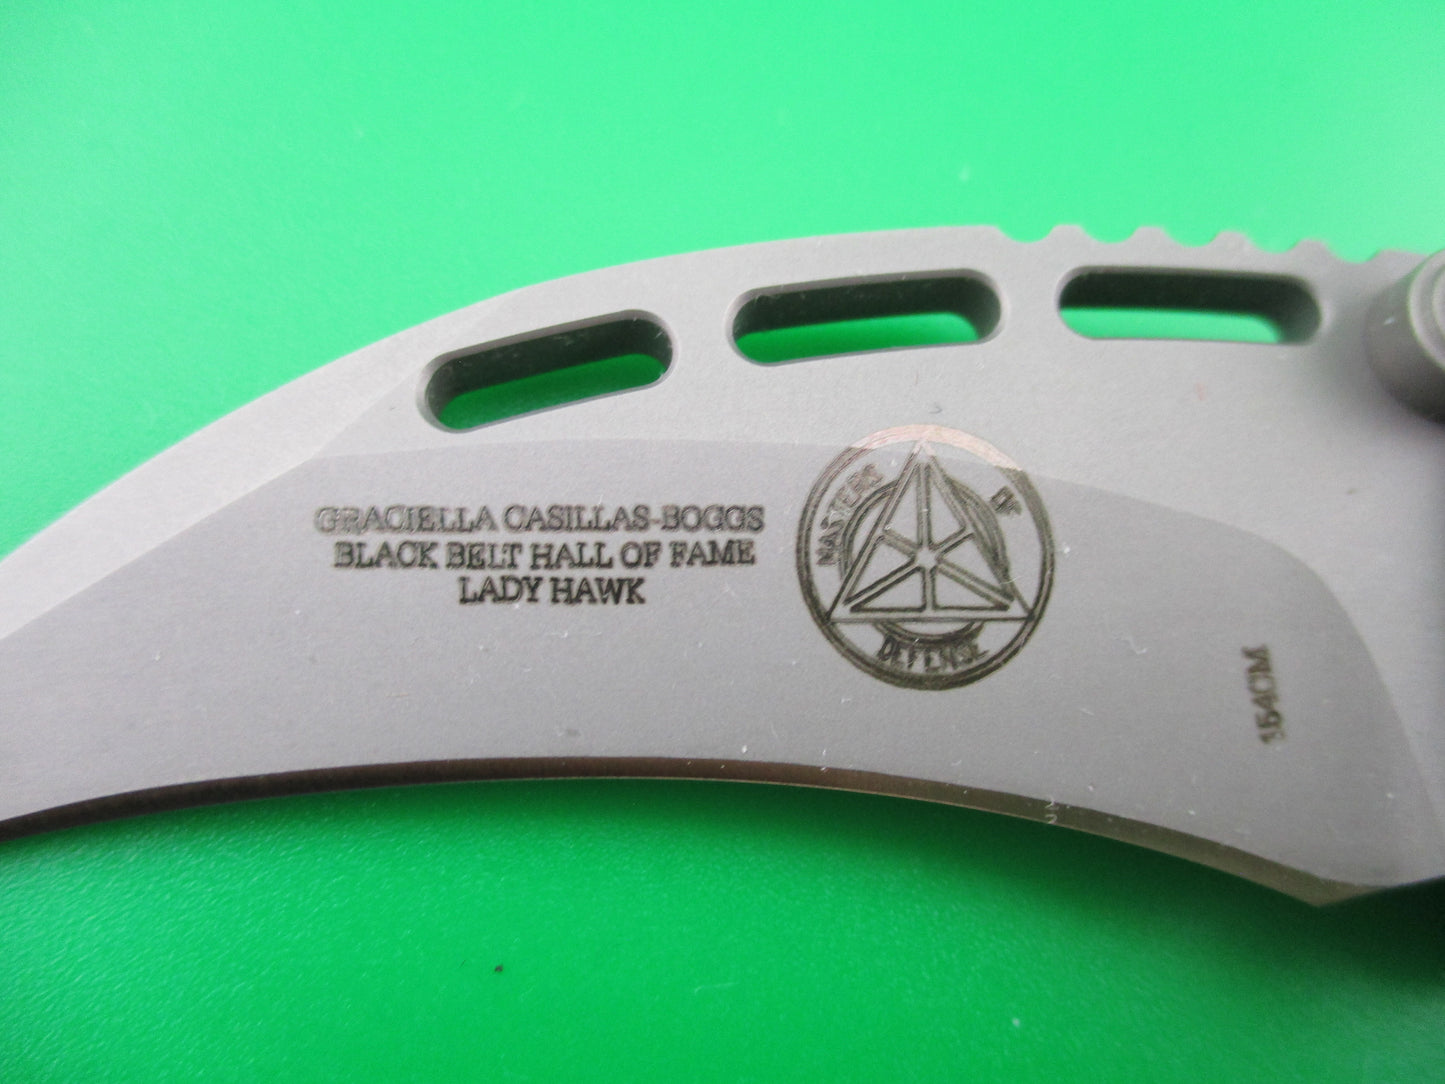 GRACIELLA CASILLAS-BOGGS
BLACK BELT HALL OF FAME
LADY HAWK
MASTERS OF
DEFENSE
154CM